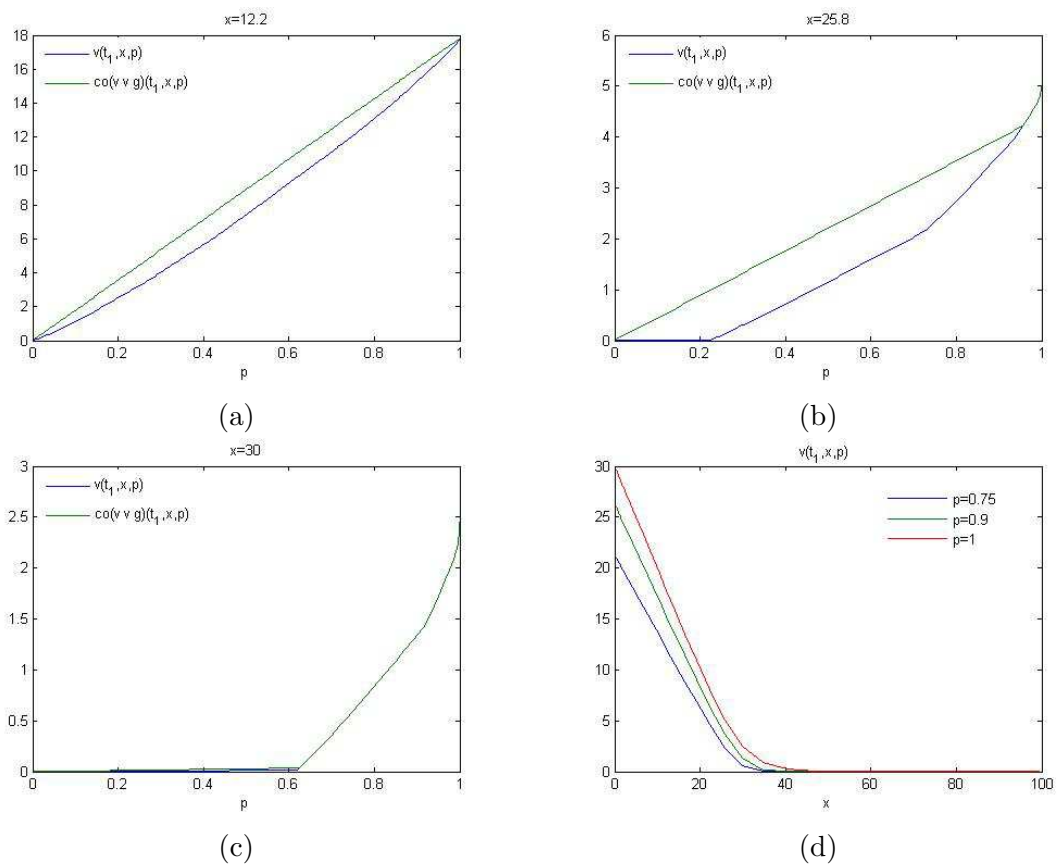 x=12.2
v(t₁,x,p)
co(v v g)(t₁,x,p)
18
16
14
12
10
8
6
4
2
0
0 0.2 0.4 0.6 0.8 1
p
(a)
x=25.8
v(t₁,x,p)
co(v v g)(t₁,x,p)
6
5
4
3
2
1
0
0 0.2 0.4 0.6 0.8 1
p
(b)
x=30
v(t₁,x,p)
co(v v g)(t₁,x,p)
3
2.5
2
1.5
1
0.5
0
0 0.2 0.4 0.6 0.8 1
p
(c)
v(t₁,x,p)
p=0.75
p=0.9
p=1
30
25
20
15
10
5
0
0 20 40 60 80 100
x
(d)